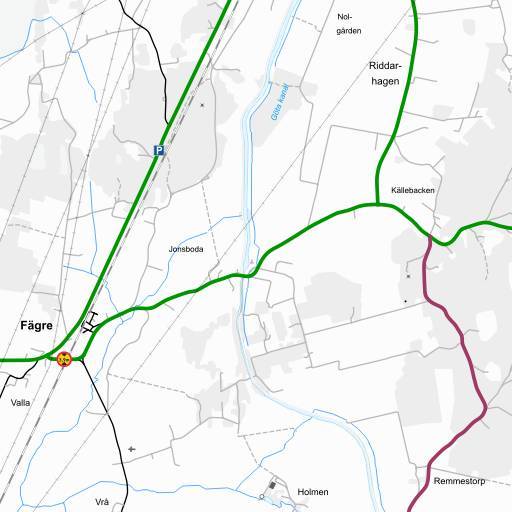 Nol-
gården
Riddar-
hagen
Göta kanal
P
Källebacken
Jonsboda
Fägre
Valla
Remmestorp
Holmen
Vrå